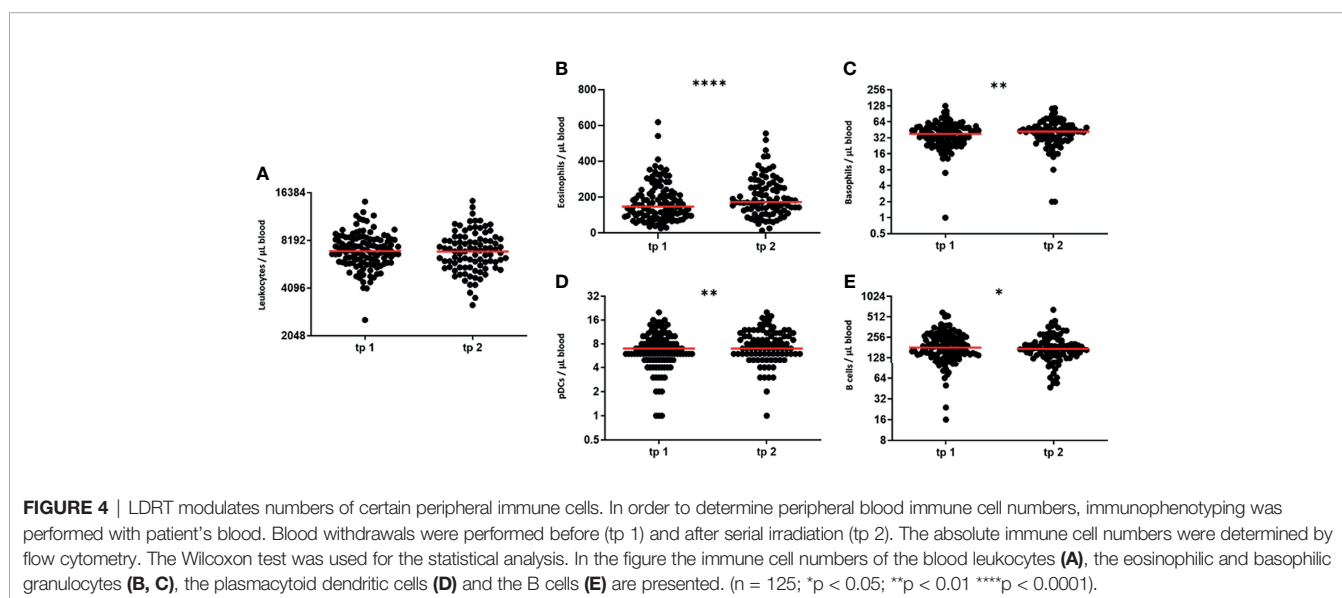 A
Leukocytes / µL blood
16384
8192
4096
2048
tp 1
tp 2
B
****
Eosinophils / µL blood
800
600
400
200
0
tp 1
tp 2
C
**
Basophils / µL blood
256
128
64
32
16
8
4
2
1
0.5
tp 1
tp 2
D
**
pDCs / µL blood
32
16
8
4
2
1
0.5
tp 1
tp 2
E
*
B cells / µL blood
1024
512
256
128
64
32
16
8
tp 1
tp 2
FIGURE 4 | LDRT modulates numbers of certain peripheral immune cells. In order to determine peripheral blood immune cell numbers, immunophenotyping was
performed with patient's blood. Blood withdrawals were performed before (tp 1) and after serial irradiation (tp 2). The absolute immune cell numbers were determined by
flow cytometry. The Wilcoxon test was used for the statistical analysis. In the figure the immune cell numbers of the blood leukocytes (A), the eosinophilic and basophilic
granulocytes (B, C), the plasmacytoid dendritic cells (D) and the B cells (E) are presented. (n = 125; *p < 0.05; **p < 0.01 ****p < 0.0001).